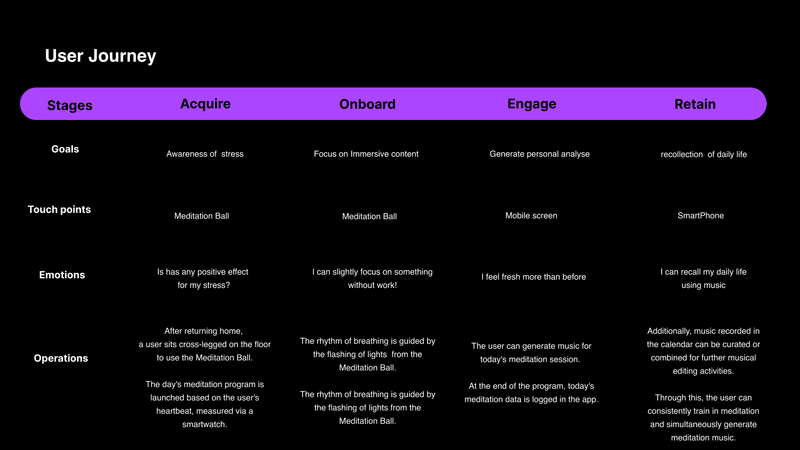 User Journey
Stages Acquire Onboard Engage Retain
Goals
Awareness of stress
Focus on Immersive content
Generate personal analyse
recollection of daily life
Touch points
Meditation Ball
Meditation Ball
Mobile screen
SmartPhone
Emotions
Is has any positive effect
for my stress?
I can slightly focus on something
without work!
I feel fresh more than before
I can recall my daily life
using music
Operations
After returning home,
a user sits cross-legged on the floor
to use the Meditation Ball.
The day's meditation program is
launched based on the user's
heartbeat, measured via a
smartwatch.
The rhythm of breathing is guided by
the flashing of lights from the
Meditation Ball.
The rhythm of breathing is guided by
the flashing of lights from the
Meditation Ball.
The user can generate music for
today's meditation session.
At the end of the program, today's
meditation data is logged in the app.
Additionally, music recorded in
the calendar can be curated or
combined for further musical
editing activities.
Through this, the user can
consistently train in meditation
and simultaneously generate
meditation music.